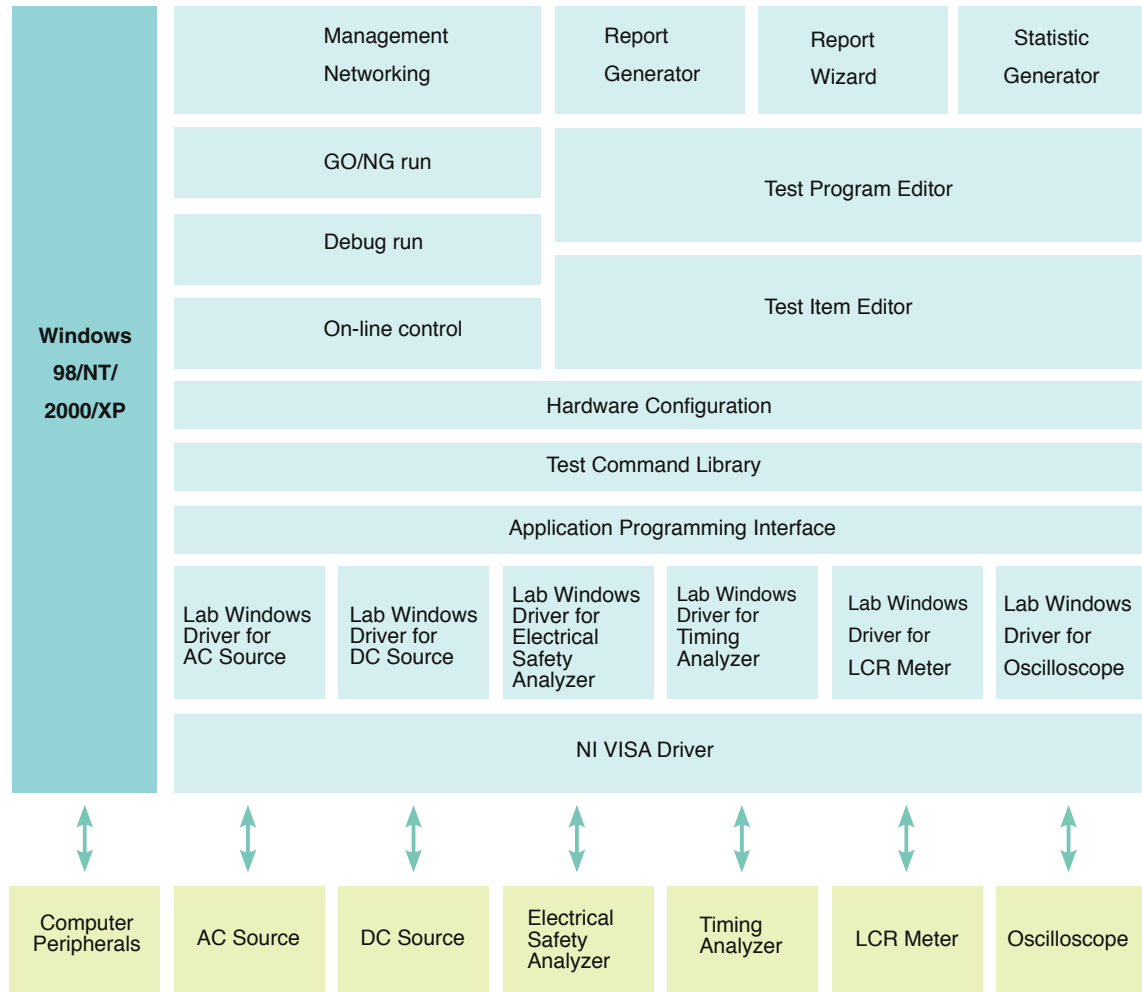 Windows
98/NT/
2000/XP
Management
Networking
Report
Generator
Report
Wizard
Statistic
Generator
GO/NG run
Debug run
On-line control
Test Program Editor
Test Item Editor
Hardware Configuration
Test Command Library
Application Programming Interface
Lab Windows
Driver for
AC Source
Lab Windows
Driver for
DC Source
Lab Windows
Driver for
Electrical
Safety
Analyzer
Lab Windows
Driver for
Timing
Analyzer
Lab Windows
Driver for
LCR Meter
Lab Windows
Driver for
Oscilloscope
NI VISA Driver
Computer
Peripherals
AC Source
DC Source
Electrical
Safety
Analyzer
Timing
Analyzer
LCR Meter
Oscilloscope